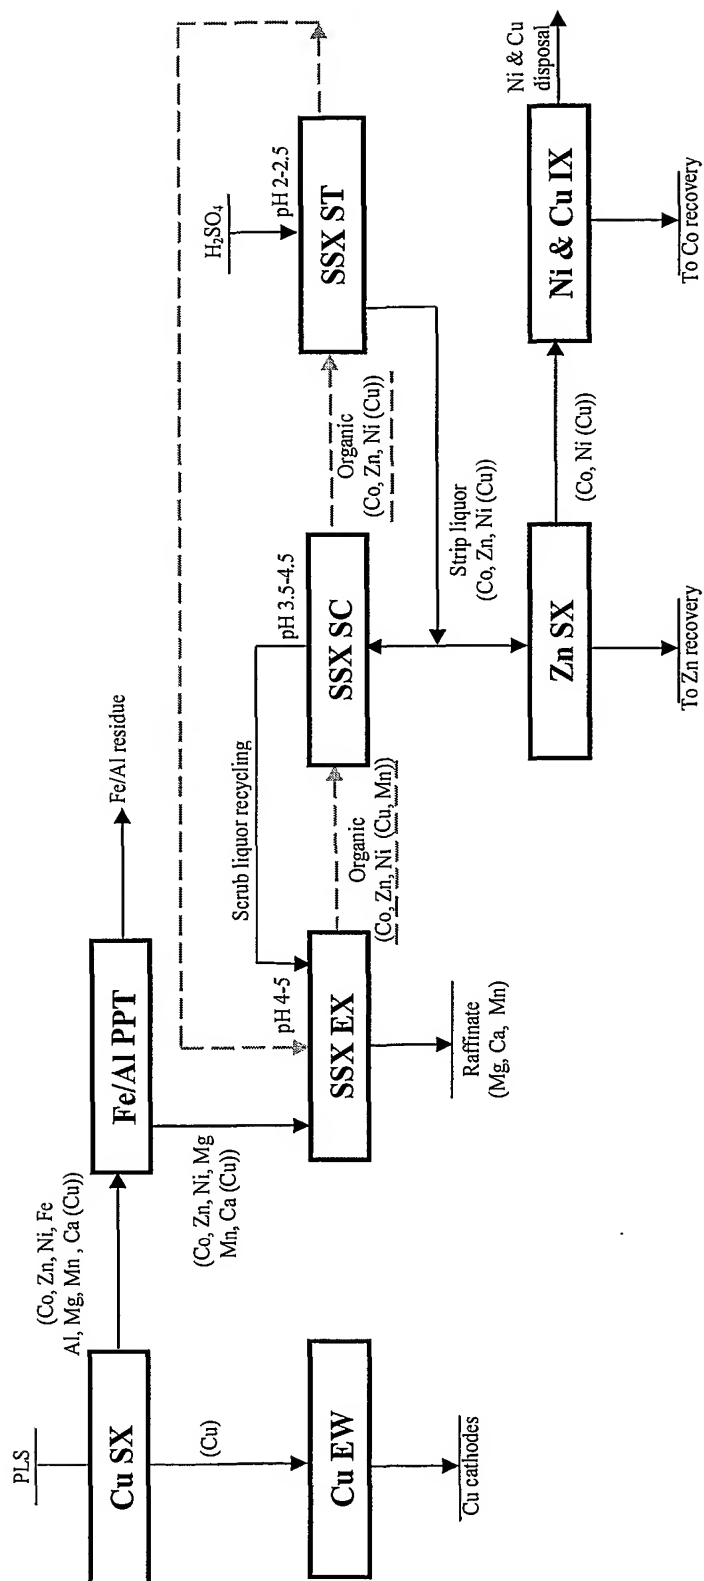 PLS
Cu SX
(Co, Zn, Ni, Fe
Al, Mg, Mn , Ca (Cu))
Fe/Al PPT
Fe/Al residue
(Cu)
Cu EW
Cu cathodes
(Co, Zn, Ni, Mg
Mn, Ca (Cu))
pH 4-5
SSX EX
Raffinate
(Mg, Ca, Mn)
Scrub liquor recycling
Organic
(Co, Zn, Ni (Cu, Mn))
pH 3.5-4.5
SSX SC
Organic
(Co, Zn, Ni (Cu))
H₂SO₄
pH 2-2.5
SSX ST
Strip liquor
(Co, Zn, Ni (Cu))
Zn SX
To Zn recovery
(Co, Ni (Cu))
Ni & Cu IX
Ni & Cu
disposal
To Co recovery